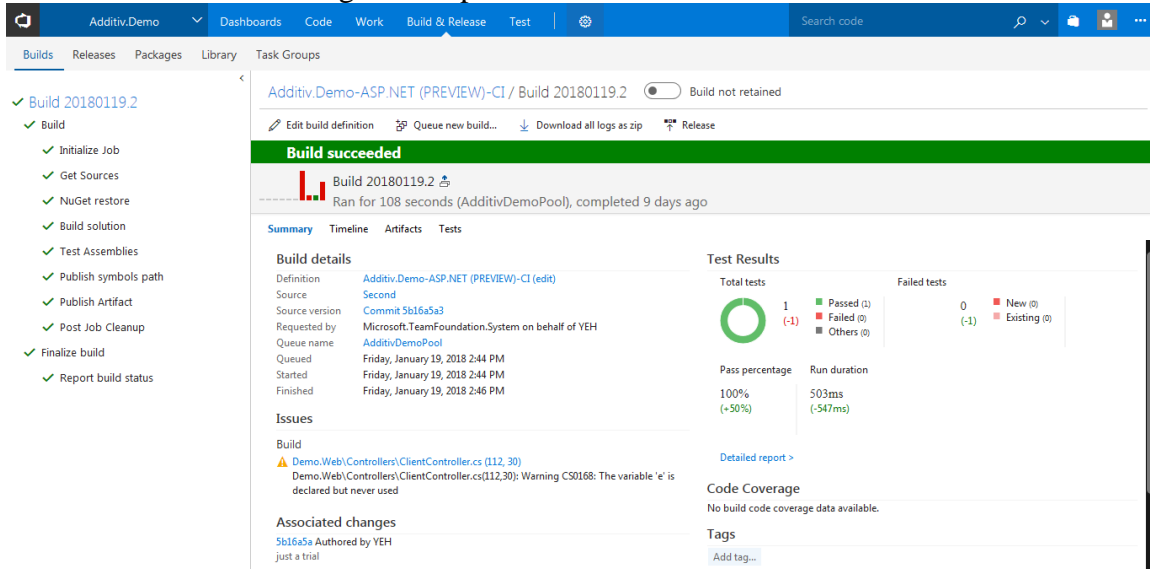 Additiv.Demo Dashboards Code Work Build & Release Test Search code
Builds Releases Packages Library Task Groups
Build 20180119.2
Build
Initialize Job
Get Sources
NuGet restore
Build solution
Test Assemblies
Publish symbols path
Publish Artifact
Post Job Cleanup
Finalize build
Report build status
Additiv.Demo-ASP.NET (PREVIEW)-CI / Build 20180119.2 Build not retained
Edit build definition Queue new build... Download all logs as zip Release
Build succeeded
Build 20180119.2
Ran for 108 seconds (AdditivDemoPool), completed 9 days ago
Summary Timeline Artifacts Tests
Build details
Definition Additiv.Demo-ASP.NET (PREVIEW)-CI (edit)
Source Second
Source version Commit 5b16a5a3
Requested by Microsoft.TeamFoundation.System on behalf of YEH
Queue name AdditivDemoPool
Queued Friday, January 19, 2018 2:44 PM
Started Friday, January 19, 2018 2:44 PM
Finished Friday, January 19, 2018 2:46 PM
Issues
Build
Demo.Web\Controllers\ClientController.cs (112, 30)
Demo.Web\Controllers\ClientController.cs(112,30): Warning CS0168: The variable 'e' is
declared but never used
Associated changes
5b16a5a Authored by YEH
just a trial
Test Results
Total tests Failed tests
1 Passed (1) 0 New (0)
(-1) Failed (0) (-1) Existing (0)
Others (0)
Pass percentage Run duration
100% 503ms
(+50%) (-547ms)
Detailed report >
Code Coverage
No build code coverage data available.
Tags
Add tag...